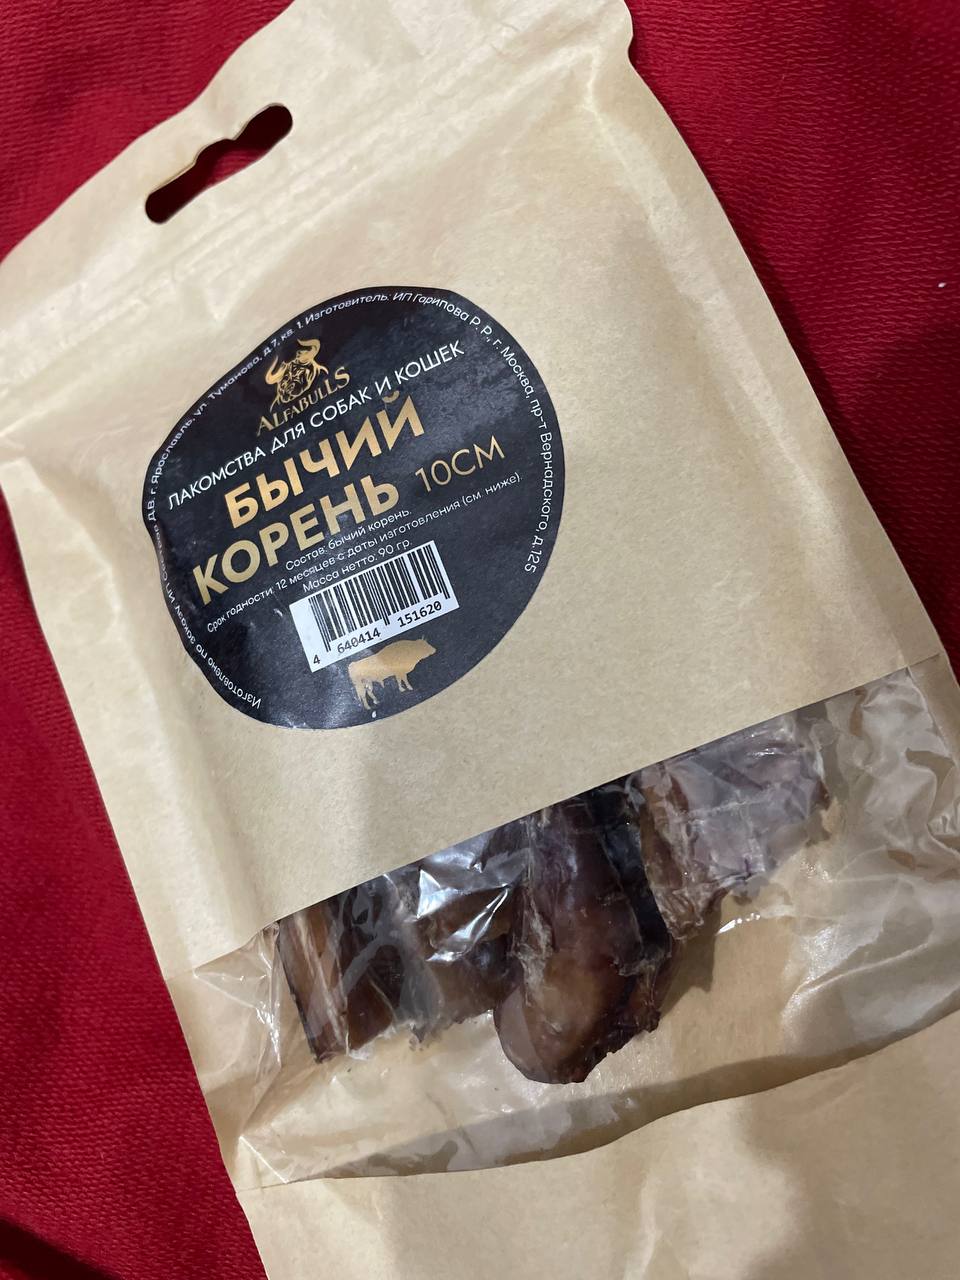 ALFABULLS
ЛАКОМСТВА ДЛЯ СОБАК И КОШЕК
БЫЧИЙ
КОРЕНЬ 10СМ
Состав: бычий корень.
Срок годности: 12 месяцев с даты изготовления (см. ниже).
Масса нетто: 90 гр.
4 640414 151620
Изготовитель: ИП Гарипова Р.Р., г. Москва, пр-т Вернадского, д.125
Изготовлено по заказу ИП Д.В. г. Ярославль, ул. Туманова, д.7, кв. 1.